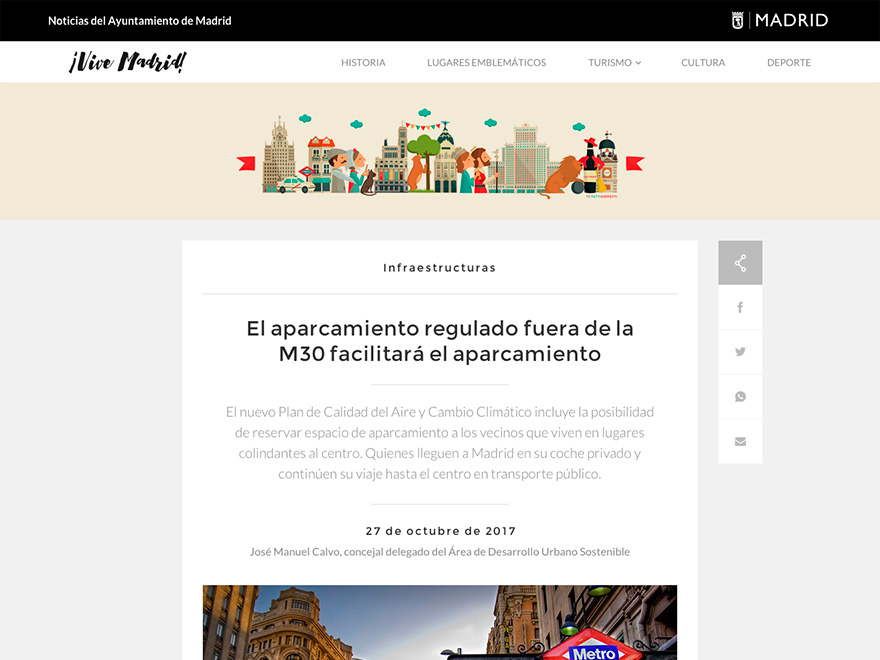 Noticias del Ayuntamiento de Madrid
MADRID
¡Vive Madrid!
HISTORIA
LUGARES EMBLEMÁTICOS
TURISMO
CULTURA
DEPORTE
Infraestructuras
El aparcamiento regulado fuera de la
M30 facilitará el aparcamiento
El nuevo Plan de Calidad del Aire y Cambio Climático incluye la posibilidad
de reservar espacio de aparcamiento a los vecinos que viven en lugares
colindantes al centro. Quienes lleguen a Madrid en su coche privado y
continúen su viaje hasta el centro en transporte público.
27 de octubre de 2017
José Manuel Calvo, concejal delegado del Área de Desarrollo Urbano Sostenible
Metro